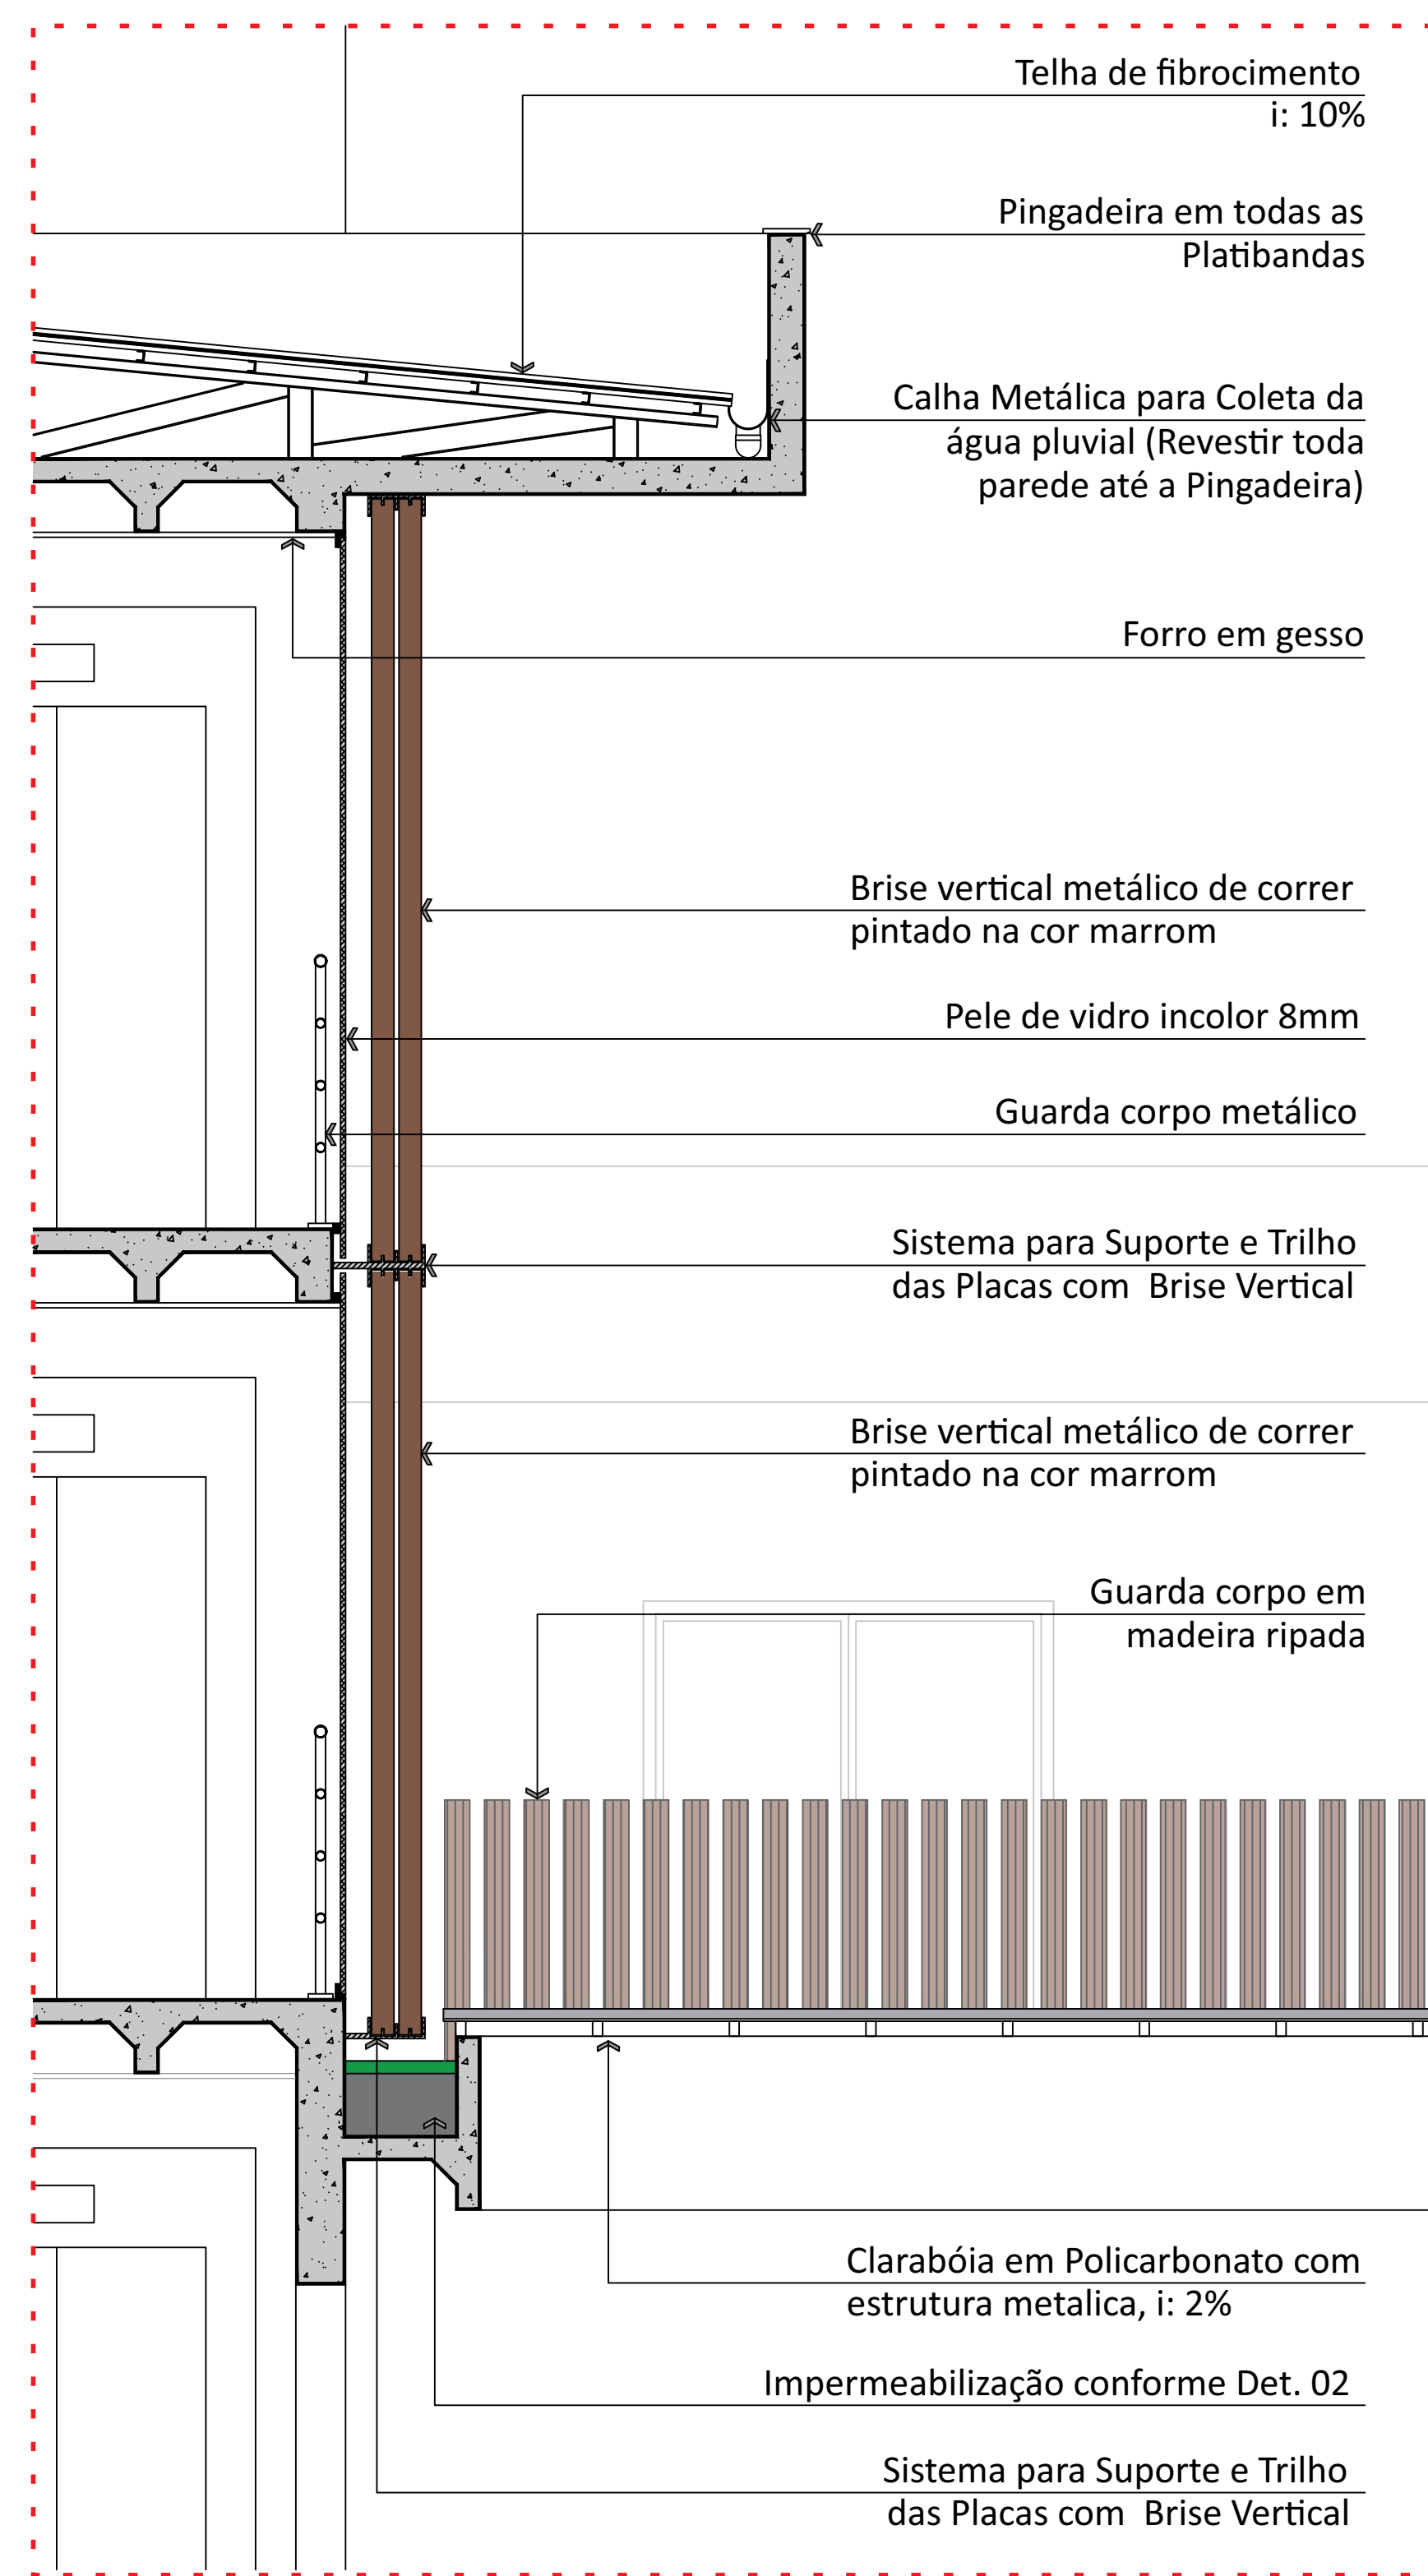 Telha de fibrocimento
i: 10%
Pingadeira em todas as
Platibandas
Calha Metálica para Coleta da
água pluvial (Revestir toda
parede até a Pingadeira)
Forro em gesso
Brise vertical metálico de correr
pintado na cor marrom
Pele de vidro incolor 8mm
Guarda corpo metálico
Sistema para Suporte e Trilho
das Placas com  Brise Vertical
Brise vertical metálico de correr
pintado na cor marrom
Guarda corpo em
madeira ripada
Clarabóia em Policarbonato com
estrutura metalica, i: 2%
Impermeabilização conforme Det. 02
Sistema para Suporte e Trilho
das Placas com  Brise Vertical